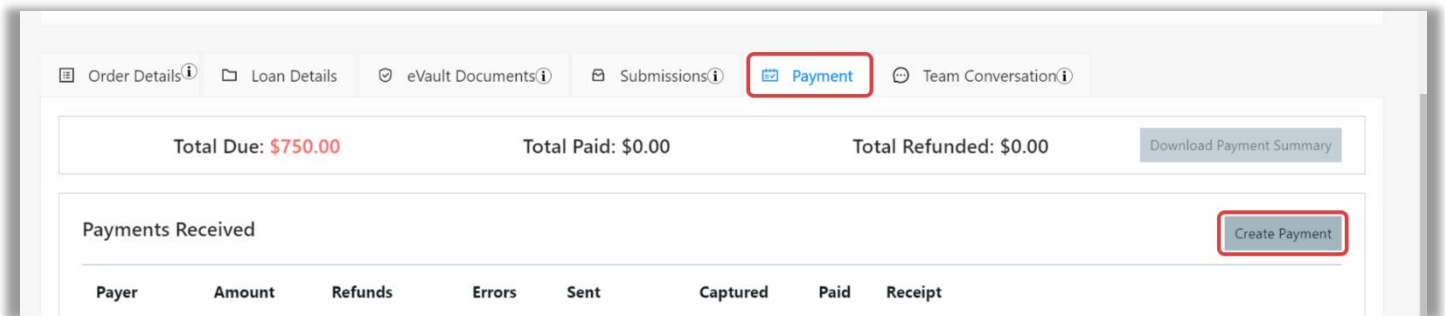 Order Details Loan Details eVault Documents Submissions Payment Team Conversation
Total Due: $750.00 Total Paid: $0.00 Total Refunded: $0.00 Download Payment Summary
Payments Received Create Payment
Payer Amount Refunds Errors Sent Captured Paid Receipt